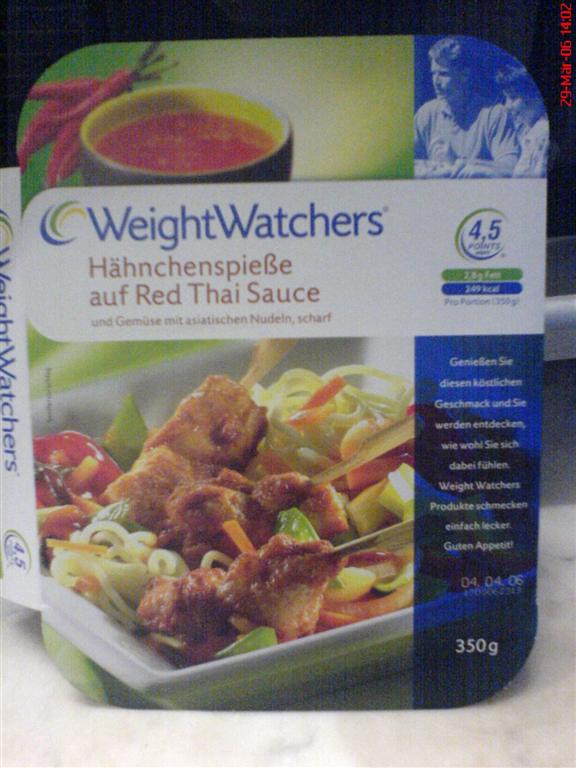 29-Mar-06 14:02
WeightWatchers®
4,5
POINTS
Hähnchenspieße
auf Red Thai Sauce
und Gemüse mit asiatischen Nudeln, scharf
2,8g Fett
249 kcal
Pro Portion (350g)
Genießen Sie
diesen köstlichen
Geschmack und Sie
werden entdecken,
wie wohl Sie sich
dabei fühlen.
Weight Watchers
Produkte schmecken
einfach lecker.
Guten Appetit!
04. 04. 06
350g
WeightWatchers®
4,5